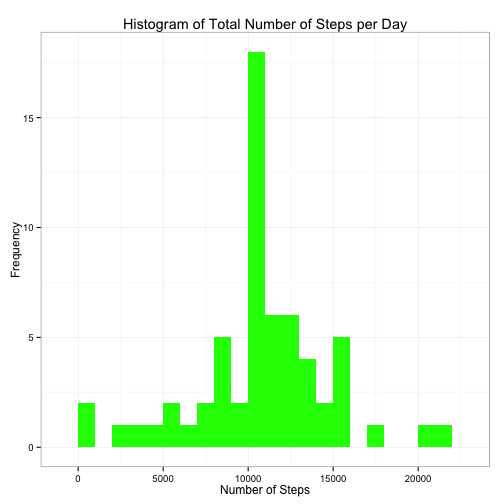 Histogram of Total Number of Steps per Day
15
10
5
0
Frequency
0 5000 10000 15000 20000
Number of Steps